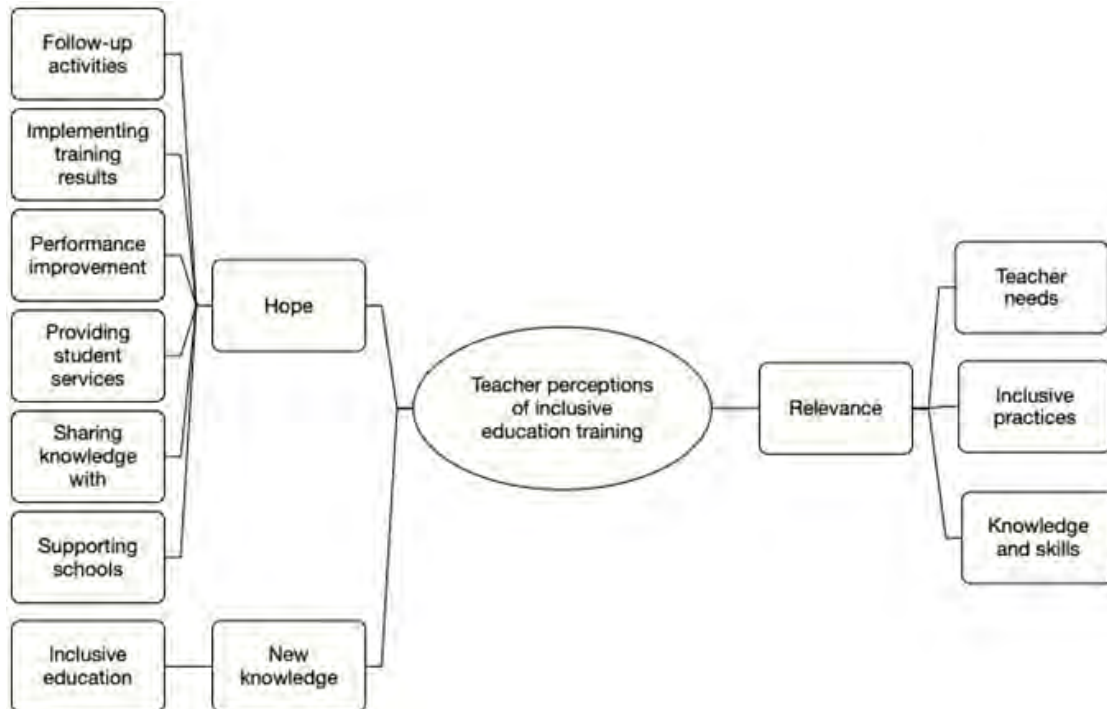 Follow-up
activities
Implementing
training
results
Performance
improvement
Providing
student
services
Sharing
knowledge
with
Supporting
schools
Inclusive
education
Hope
New
knowledge
Teacher perceptions
of inclusive
education training
Relevance
Teacher
needs
Inclusive
practices
Knowledge
and skills